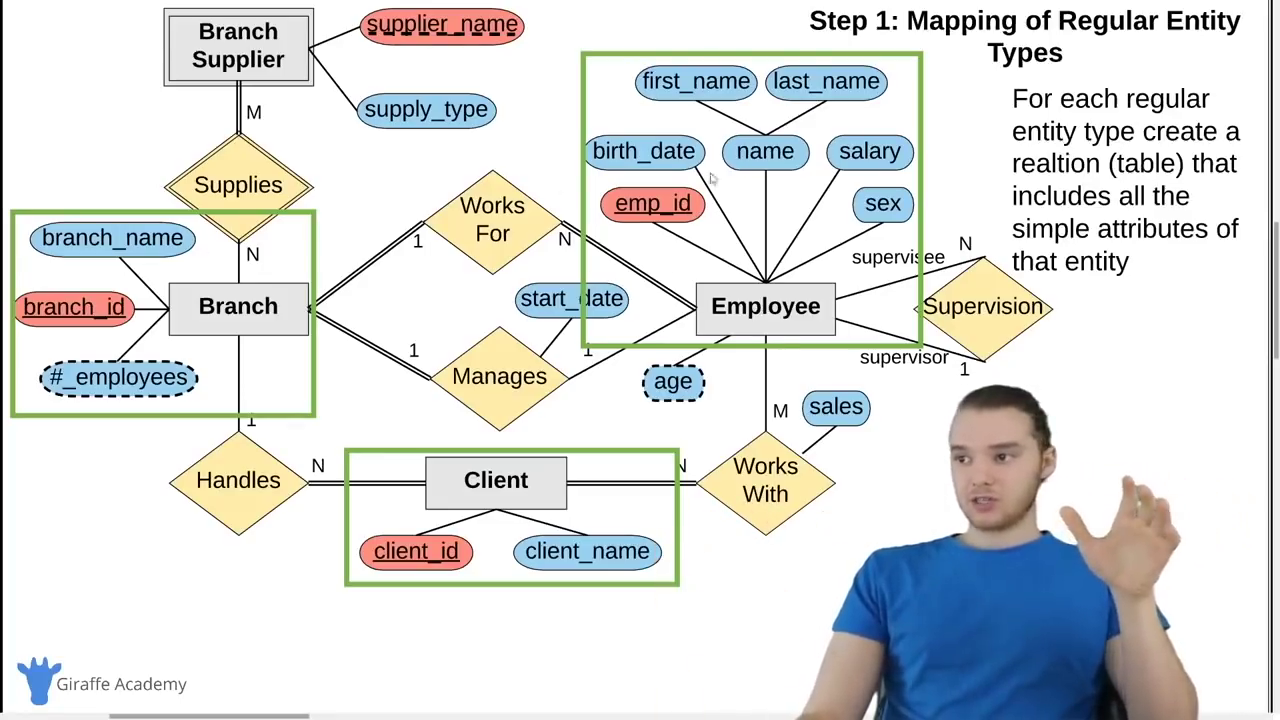 Step 1: Mapping of Regular Entity
Types
For each regular
entity type create a
realtion (table) that
includes all the
simple attributes of
that entity
Branch
Supplier
supplier_name
supply_type
M
Supplies
N
branch_name
branch_id
#_employees
Branch
1
Works
For
N
start_date
1
Manages
1
first_name
last_name
birth_date
name
salary
emp_id
sex
Employee
supervisee
N
Supervision
supervisor
1
age
M
sales
1
Handles
N
Client
N
Works
With
client_id
client_name
Giraffe Academy